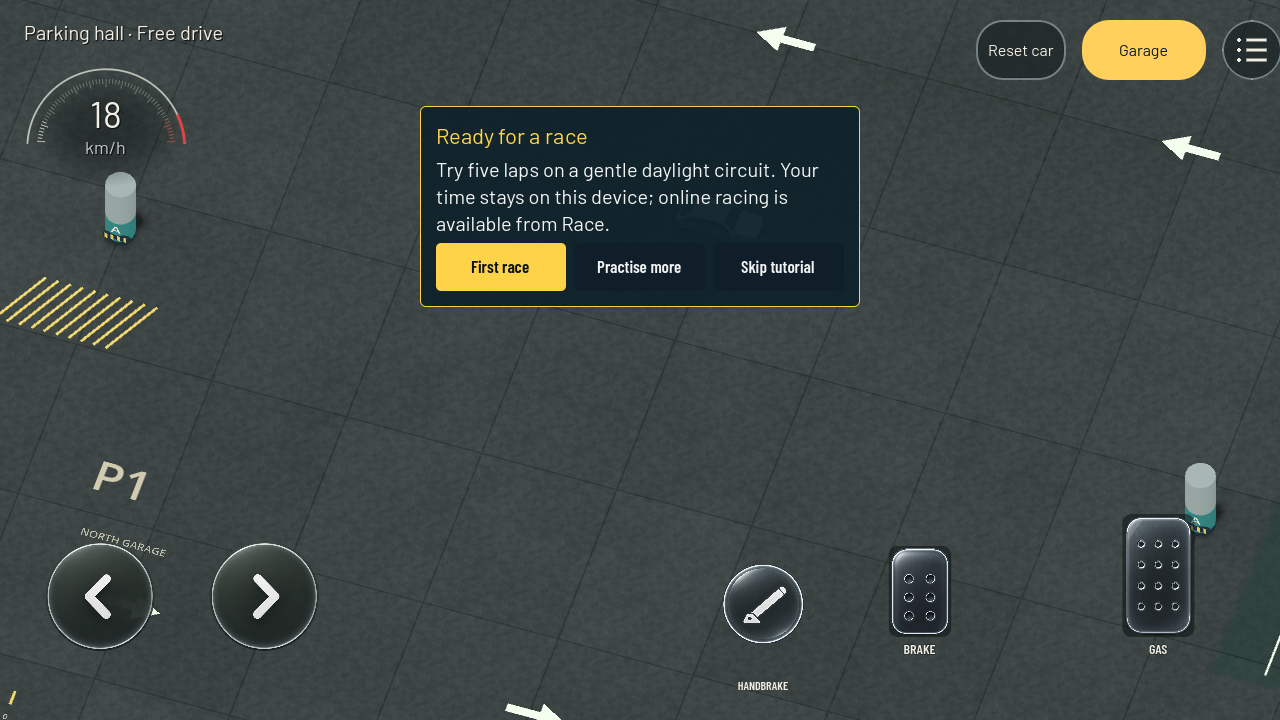 Parking hall · Free drive
Reset car
Garage
18
km/h
Ready for a race
Try five laps on a gentle daylight circuit. Your
time stays on this device; online racing is
available from Race.
First race
Practise more
Skip tutorial
A
P1
NORTH GARAGE
A
BRAKE
GAS
HANDBRAKE